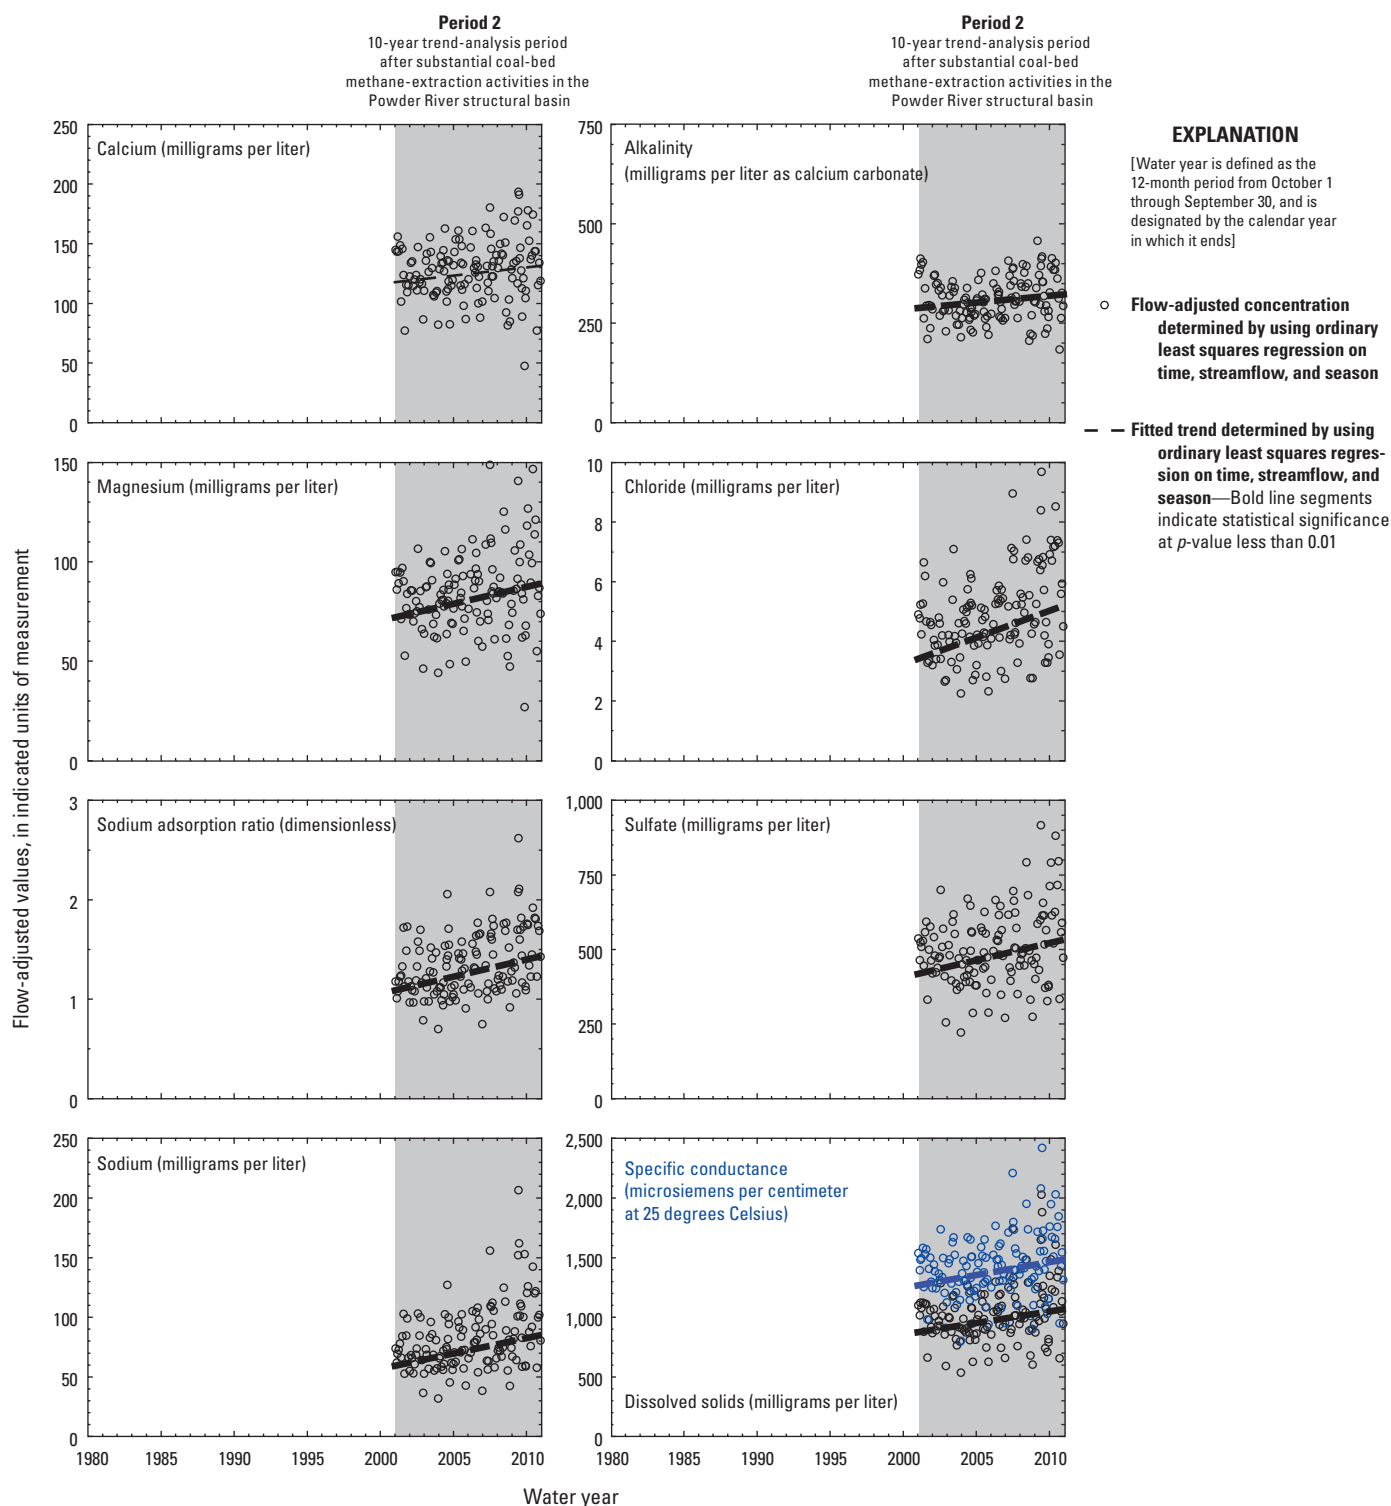 Period 2
10-year trend-analysis period
after substantial coal-bed
methane-extraction activities in the
Powder River structural basin
Period 2
10-year trend-analysis period
after substantial coal-bed
methane-extraction activities in the
Powder River structural basin
250
200
150
100
50
0
Calcium (milligrams per liter)
750
500
250
0
Alkalinity
(milligrams per liter as calcium carbonate)
EXPLANATION
[Water year is defined as the
12-month period from October 1
through September 30, and is
designated by the calendar year
in which it ends]
Flow-adjusted concentration
determined by using ordinary
least squares regression on
time, streamflow, and season
Fitted trend determined by using
ordinary least squares regres-
sion on time, streamflow, and
season—Bold line segments
indicate statistical significance
at p-value less than 0.01
Flow-adjusted values, in indicated units of measurement
150
100
50
0
Magnesium (milligrams per liter)
10
8
6
4
2
0
Chloride (milligrams per liter)
3
2
1
0
Sodium adsorption ratio (dimensionless)
1,000
750
500
250
0
Sulfate (milligrams per liter)
250
200
150
100
50
0
Sodium (milligrams per liter)
1980 1985 1990 1995 2000 2005 2010
2,500
2,000
1,500
1,000
500
0
Specific conductance
(microsiemens per centimeter
at 25 degrees Celsius)
Dissolved solids (milligrams per liter)
1980 1985 1990 1995 2000 2005 2010
Water year